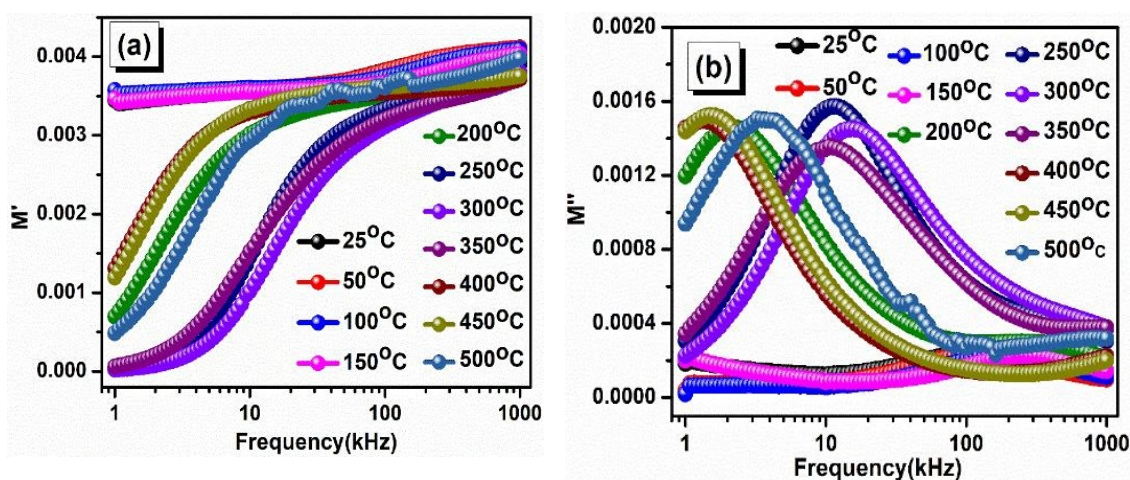 (a)
0.004
0.003
0.002
0.001
0.000
M'
200°C
250°C
300°C
350°C
400°C
450°C
500°C
25°C
50°C
100°C
150°C
1
10
100
1000
Frequency(kHz)
(b)
0.0020
0.0016
0.0012
0.0008
0.0004
0.0000
M''
25°C
50°C
100°C
150°C
200°C
250°C
300°C
350°C
400°C
450°C
500°C
1
10
100
1000
Frequency(kHz)